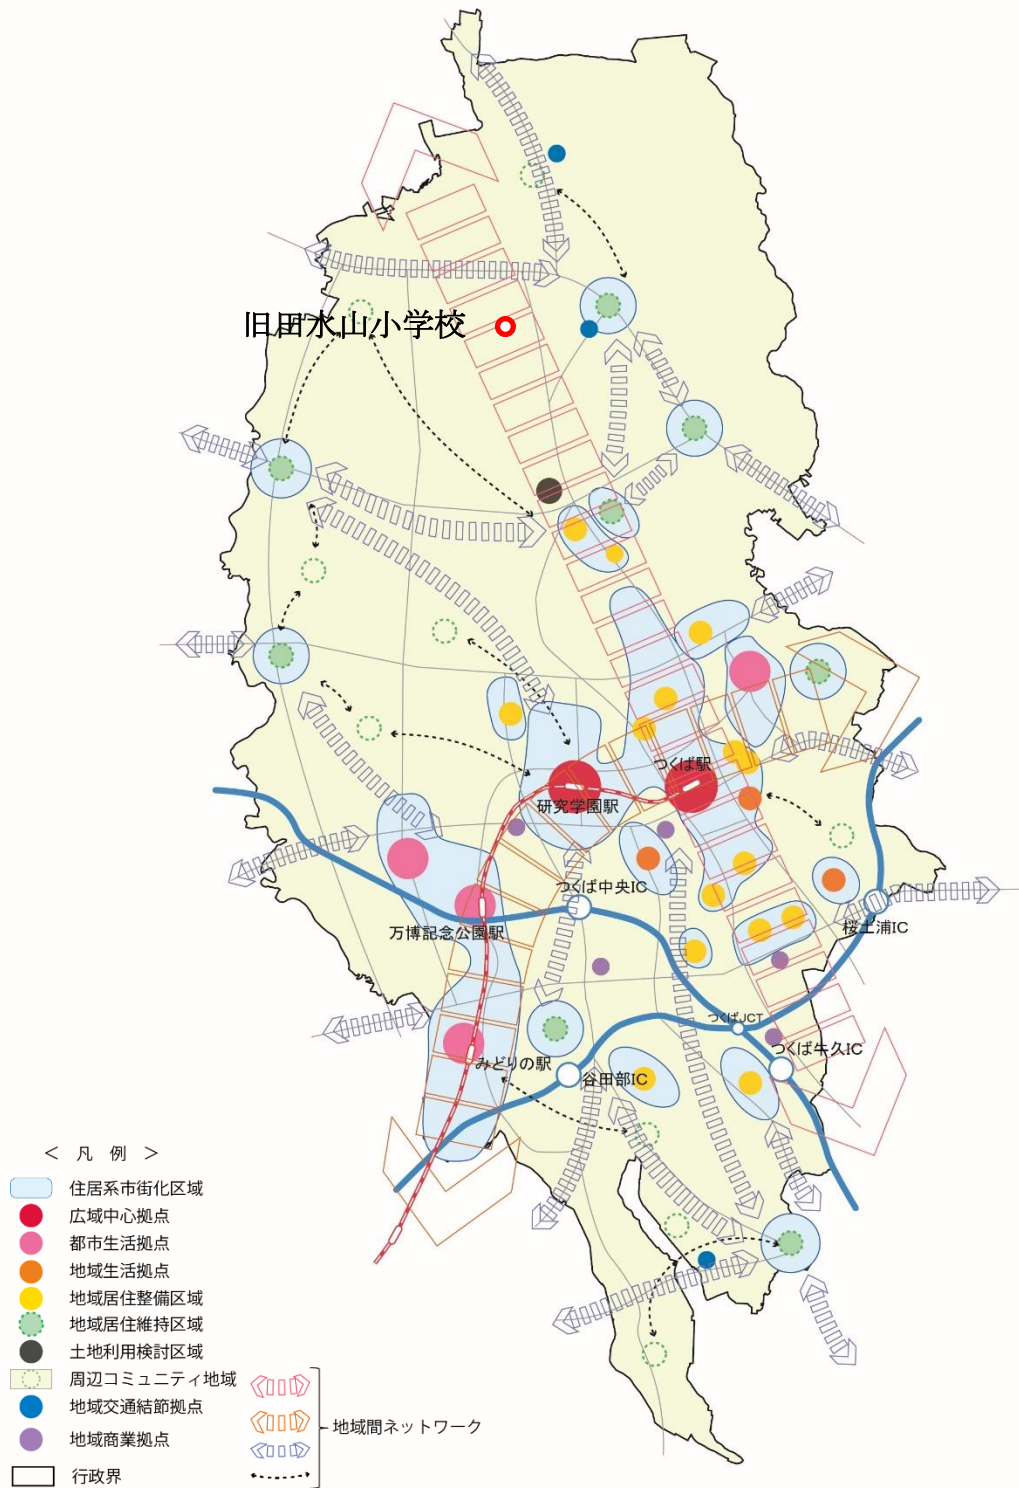 旧田水山小学校
つくば駅
研究学園駅
つくば中央IC
万博記念公園駅
桜土浦IC
つくばJCT
つくば牛久IC
みどりの駅
谷田部IC
＜ 凡 例 ＞
住居系市街化区域
広域中心拠点
都市生活拠点
地域生活拠点
地域居住整備区域
地域居住維持区域
土地利用検討区域
周辺コミュニティ地域
地域交通結節拠点
地域商業拠点
行政界
地域間ネットワーク